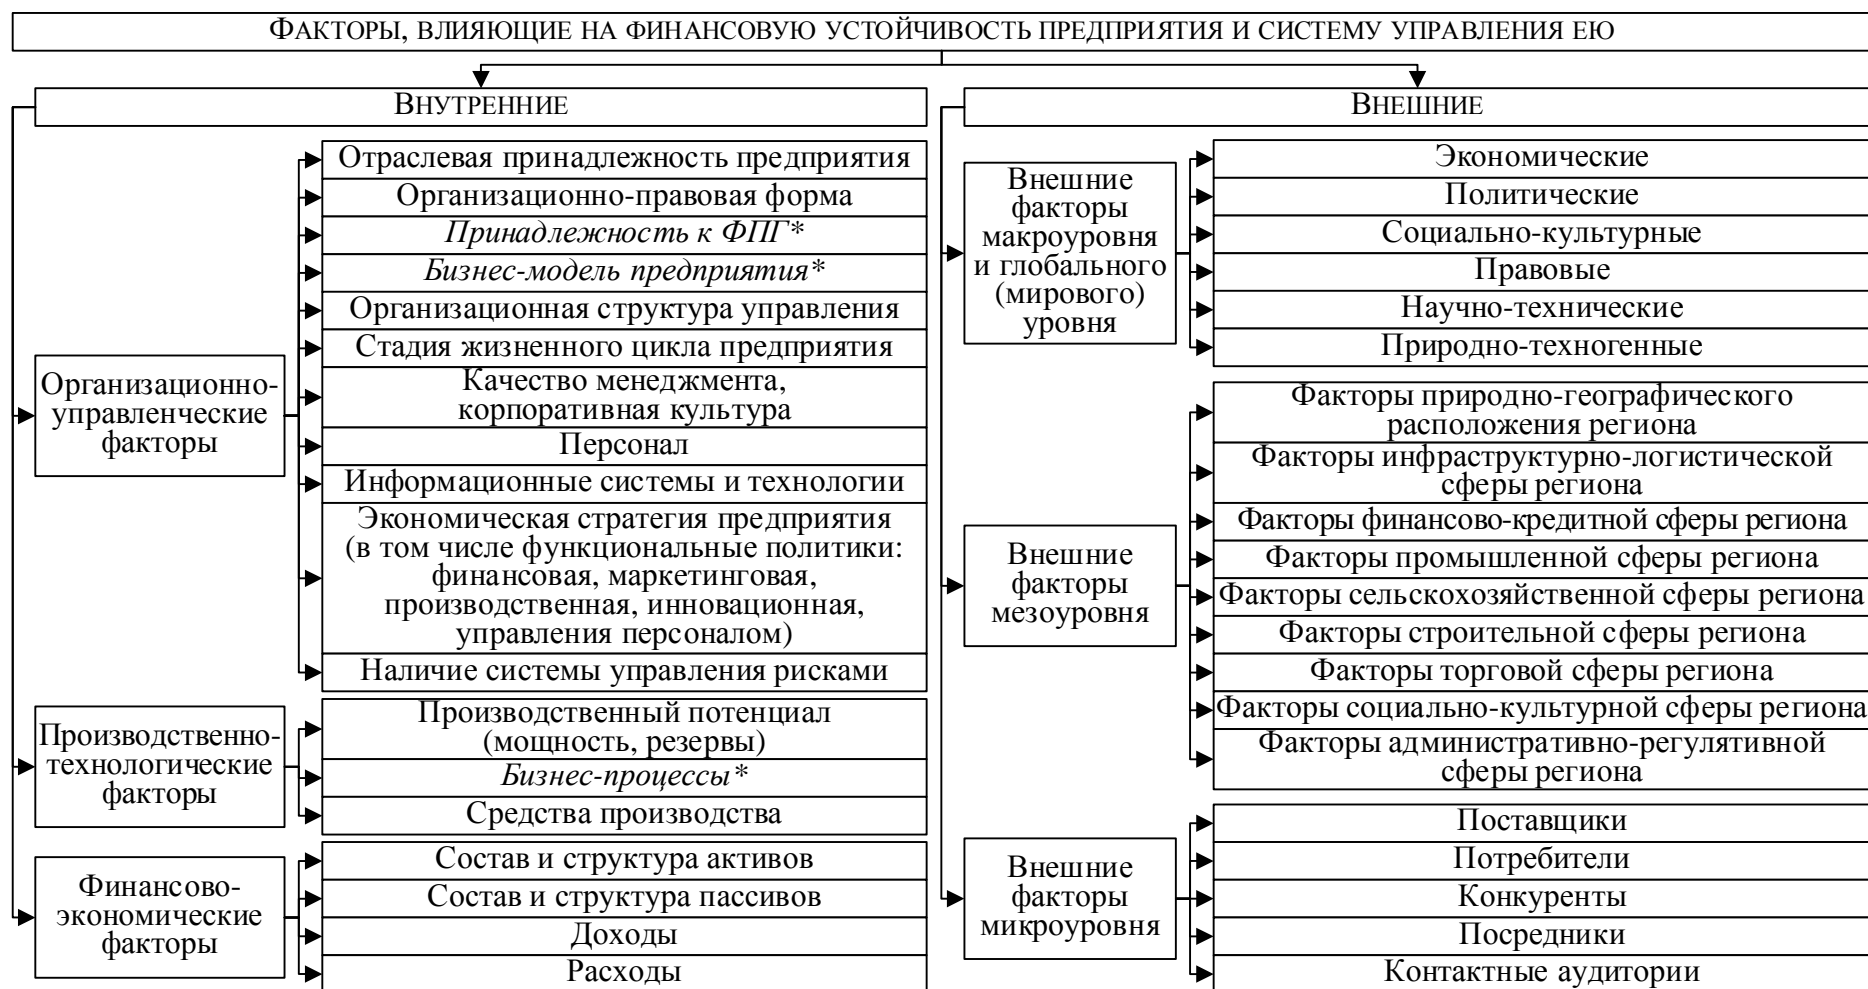 ФАКТОРЫ, ВЛИЯЮЩИЕ НА ФИНАНСОВУЮ УСТОЙЧИВОСТЬ ПРЕДПРИЯТИЯ И СИСТЕМУ УПРАВЛЕНИЯ ЕЮ
ВНУТРЕННИЕ
Организационно-
управленческие
факторы
Отраслевая принадлежность предприятия
Организационно-правовая форма
Принадлежность к ФПГ*
Бизнес-модель предприятия*
Организационная структура управления
Стадия жизненного цикла предприятия
Качество менеджмента,
корпоративная культура
Персонал
Информационные системы и технологии
Экономическая стратегия предприятия
(в том числе функциональные политики:
финансовая, маркетинговая,
производственная, инновационная,
управления персоналом)
Наличие системы управления рисками
Производственно-
технологические
факторы
Производственный потенциал
(мощность, резервы)
Бизнес-процессы*
Средства производства
Финансово-
экономические
факторы
Состав и структура активов
Состав и структура пассивов
Доходы
Расходы
ВНЕШНИЕ
Внешние
факторы
макроуровня
и глобального
(мирового)
уровня
Экономические
Политические
Социально-культурные
Правовые
Научно-технические
Природно-техногенные
Внешние
факторы
мезоуровня
Факторы природно-географического
расположения региона
Факторы инфраструктурно-логистической
сферы региона
Факторы финансово-кредитной сферы региона
Факторы промышленной сферы региона
Факторы сельскохозяйственной сферы региона
Факторы строительной сферы региона
Факторы торговой сферы региона
Факторы социально-культурной сферы региона
Факторы административно-регулятивной
сферы региона
Внешние
факторы
микроуровня
Поставщики
Потребители
Конкуренты
Посредники
Контактные аудитории